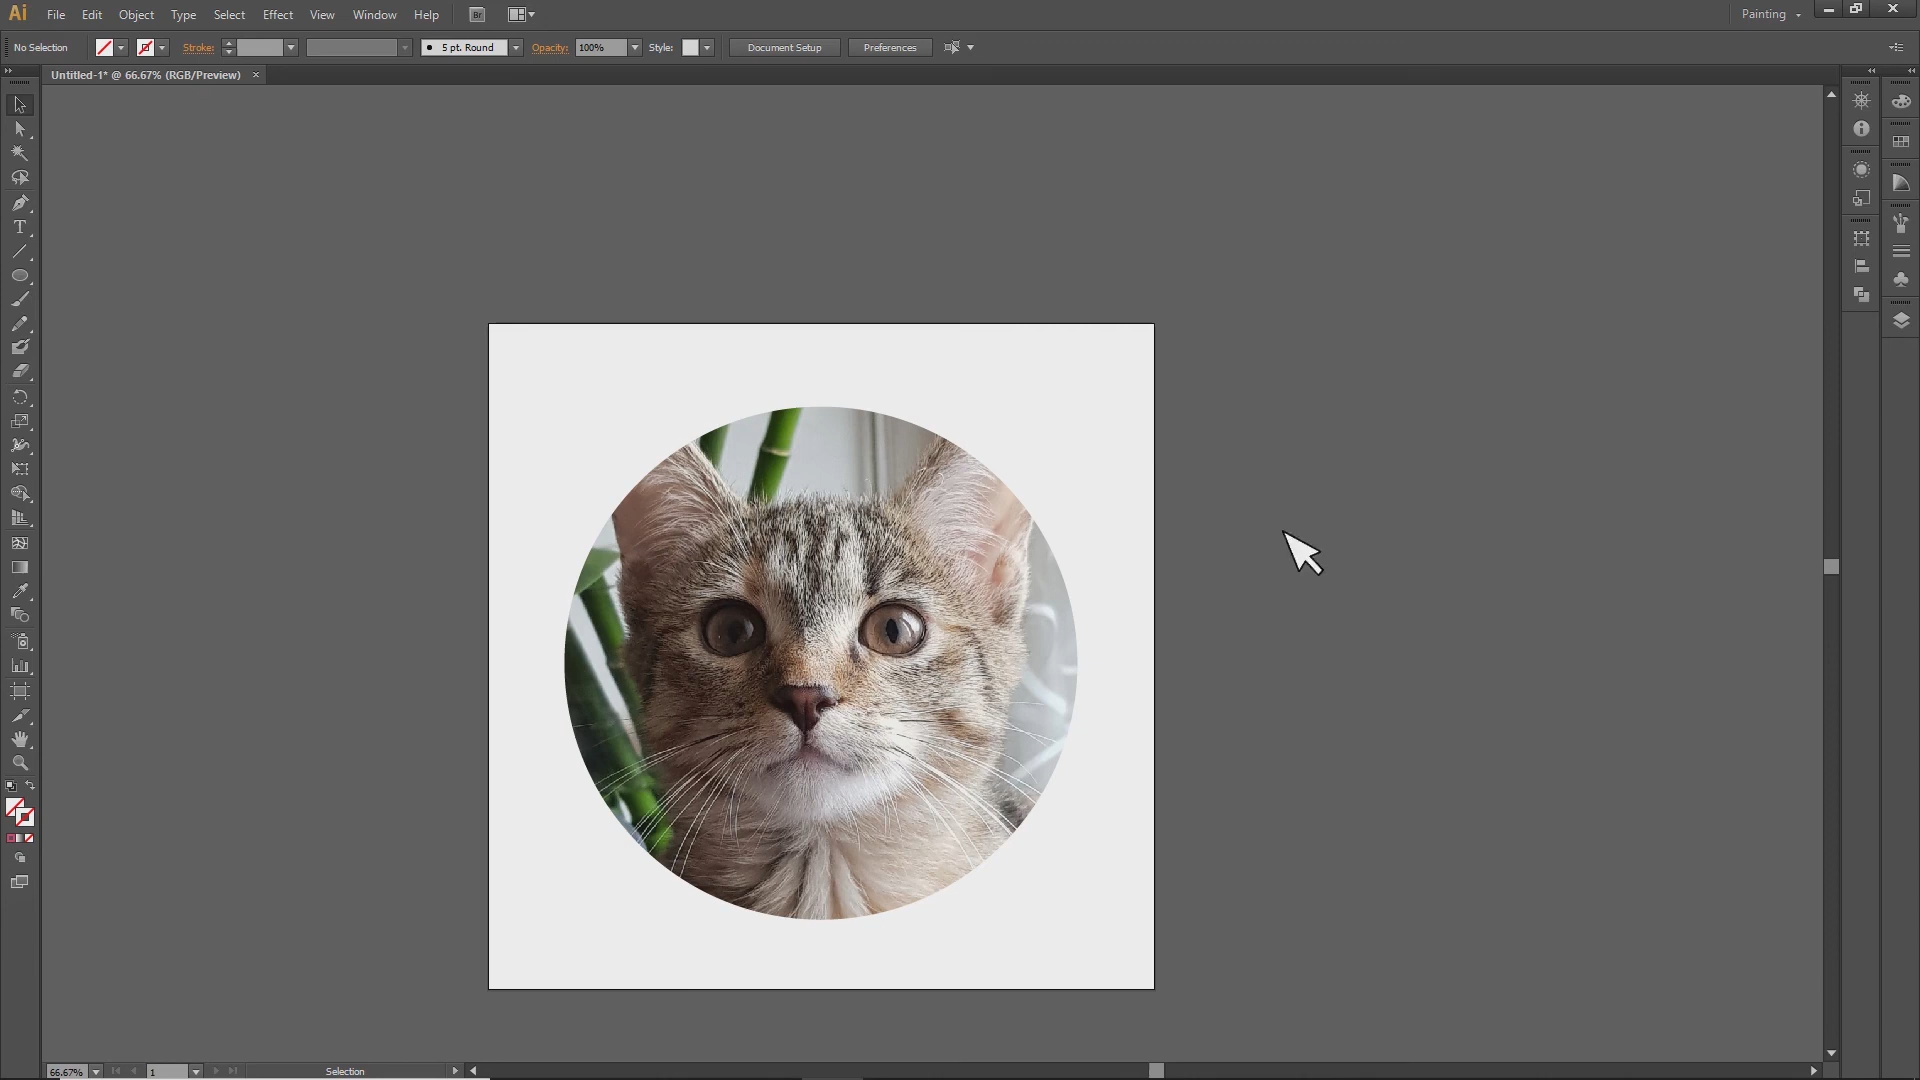 Ai File Edit Object Type Select Effect View Window Help Br Painting
No Selection Stroke: 5 pt. Round Opacity: 100% Style: Document Setup Preferences
Untitled-1* @ 66.67% (RGB/Preview) ×
T
66.67% 1 Selection